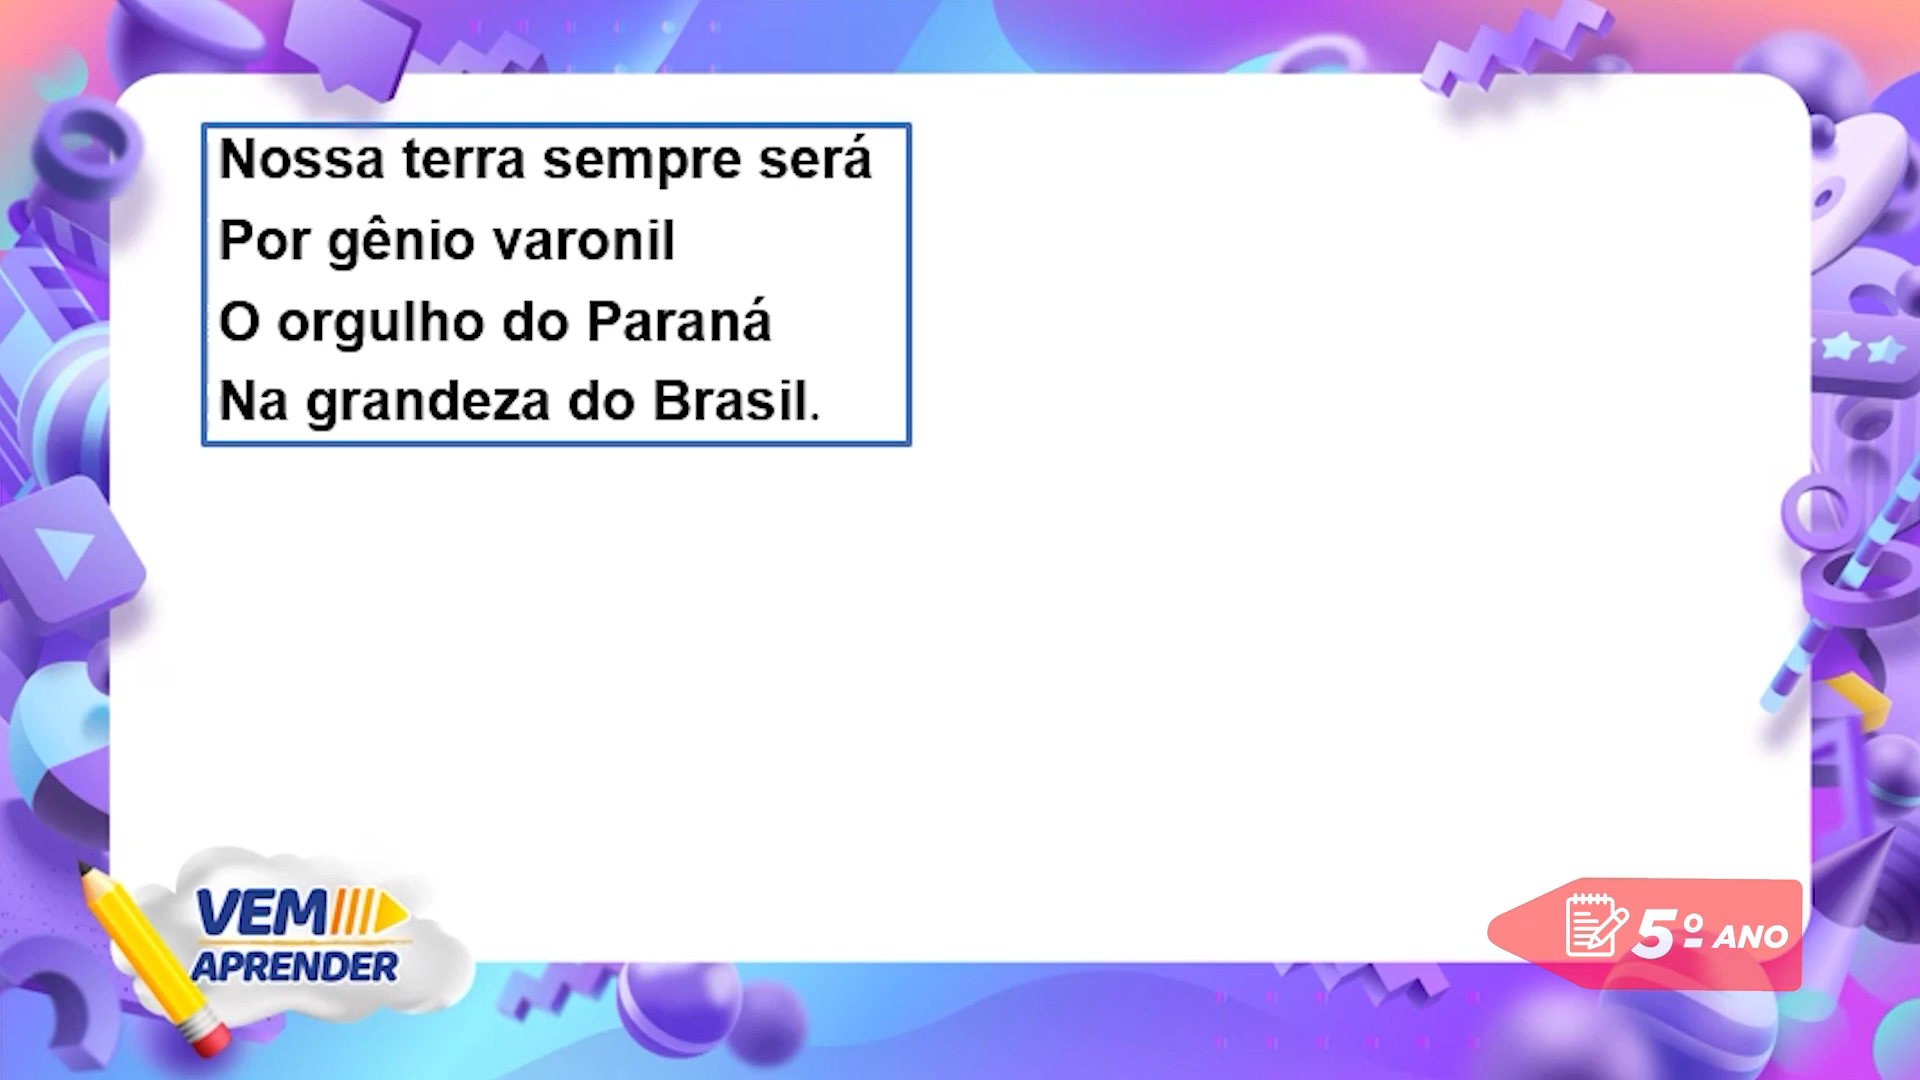 Nossa terra sempre será
Por gênio varonil
O orgulho do Paraná
Na grandeza do Brasil.
VEM
APRENDER
5º ANO